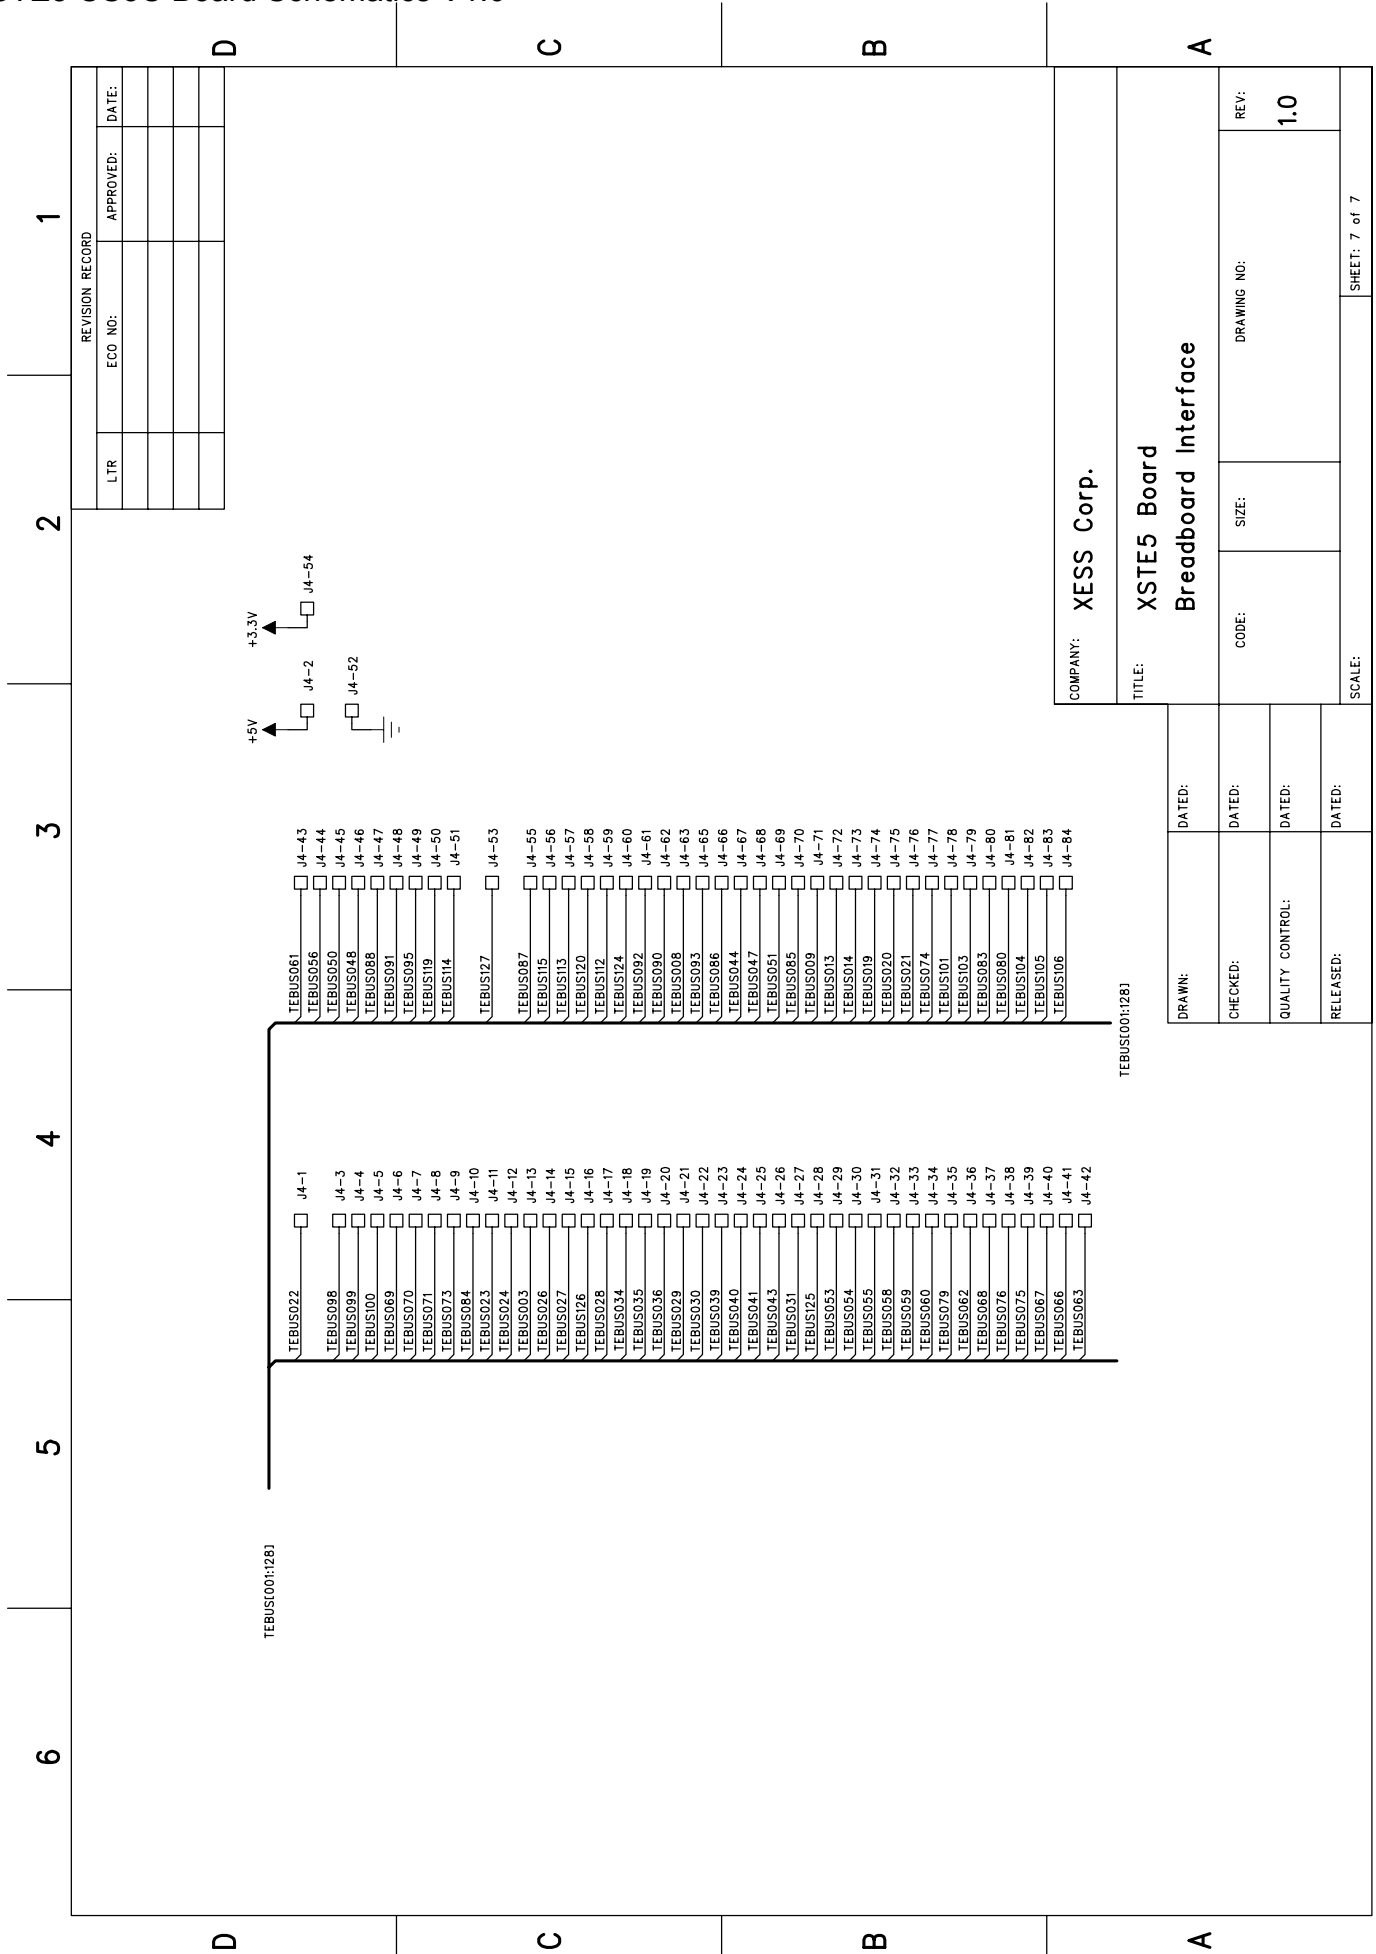 Board Schematics V 1.0
6
5
4
3
2
1
D
D
C
C
B
B
A
A
REVISION RECORD
LTR
ECO NO:
APPROVED:
DATE:
TEBUS[001:128]
TEBUS022 J4-1
TEBUS098 J4-3
TEBUS099 J4-4
TEBUS100 J4-5
TEBUS069 J4-6
TEBUS070 J4-7
TEBUS071 J4-8
TEBUS073 J4-9
TEBUS084 J4-10
TEBUS023 J4-11
TEBUS024 J4-12
TEBUS003 J4-13
TEBUS026 J4-14
TEBUS027 J4-15
TEBUS126 J4-16
TEBUS028 J4-17
TEBUS034 J4-18
TEBUS035 J4-19
TEBUS036 J4-20
TEBUS029 J4-21
TEBUS030 J4-22
TEBUS039 J4-23
TEBUS040 J4-24
TEBUS041 J4-25
TEBUS043 J4-26
TEBUS031 J4-27
TEBUS125 J4-28
TEBUS053 J4-29
TEBUS054 J4-30
TEBUS055 J4-31
TEBUS058 J4-32
TEBUS059 J4-33
TEBUS060 J4-34
TEBUS079 J4-35
TEBUS062 J4-36
TEBUS068 J4-37
TEBUS076 J4-38
TEBUS075 J4-39
TEBUS067 J4-40
TEBUS066 J4-41
TEBUS063 J4-42
TEBUS061 J4-43
TEBUS056 J4-44
TEBUS050 J4-45
TEBUS048 J4-46
TEBUS088 J4-47
TEBUS091 J4-48
TEBUS095 J4-49
TEBUS119 J4-50
TEBUS114 J4-51
TEBUS127 J4-53
TEBUS087 J4-55
TEBUS115 J4-56
TEBUS113 J4-57
TEBUS120 J4-58
TEBUS112 J4-59
TEBUS124 J4-60
TEBUS092 J4-61
TEBUS090 J4-62
TEBUS008 J4-63
TEBUS093 J4-65
TEBUS086 J4-66
TEBUS044 J4-67
TEBUS047 J4-68
TEBUS051 J4-69
TEBUS085 J4-70
TEBUS009 J4-71
TEBUS013 J4-72
TEBUS014 J4-73
TEBUS019 J4-74
TEBUS020 J4-75
TEBUS021 J4-76
TEBUS074 J4-77
TEBUS101 J4-78
TEBUS103 J4-79
TEBUS083 J4-80
TEBUS080 J4-81
TEBUS104 J4-82
TEBUS105 J4-83
TEBUS106 J4-84
TEBUS[001:128]
+5V
J4-2
J4-52
+3.3V
J4-54
COMPANY: XESS Corp.
TITLE: XSTE5 Board
Breadboard Interface
DRAWN:
DATED:
CHECKED:
DATED:
QUALITY CONTROL:
DATED:
RELEASED:
DATED:
CODE:
SIZE:
DRAWING NO:
REV:
1.0
SCALE:
SHEET: 7 of 7